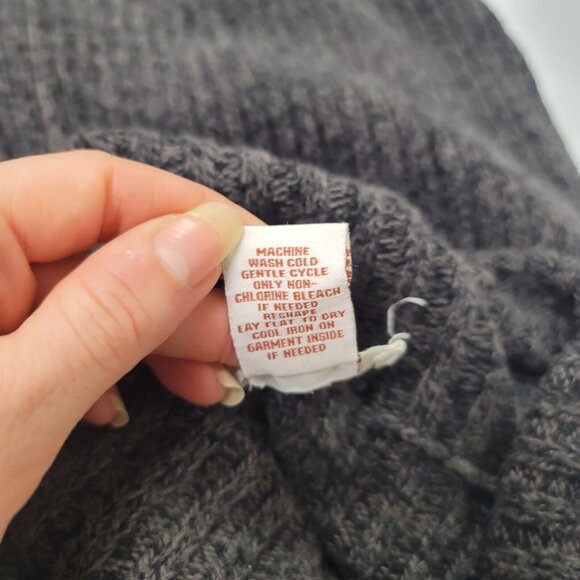 MACHINE
WASH COLD
GENTLE CYCLE
ONLY NON-
CHLORINE BLEACH
IF NEEDED
RESHAPE
LAY FLAT TO DRY
COOL IRON ON
GARMENT INSIDE
IF NEEDED